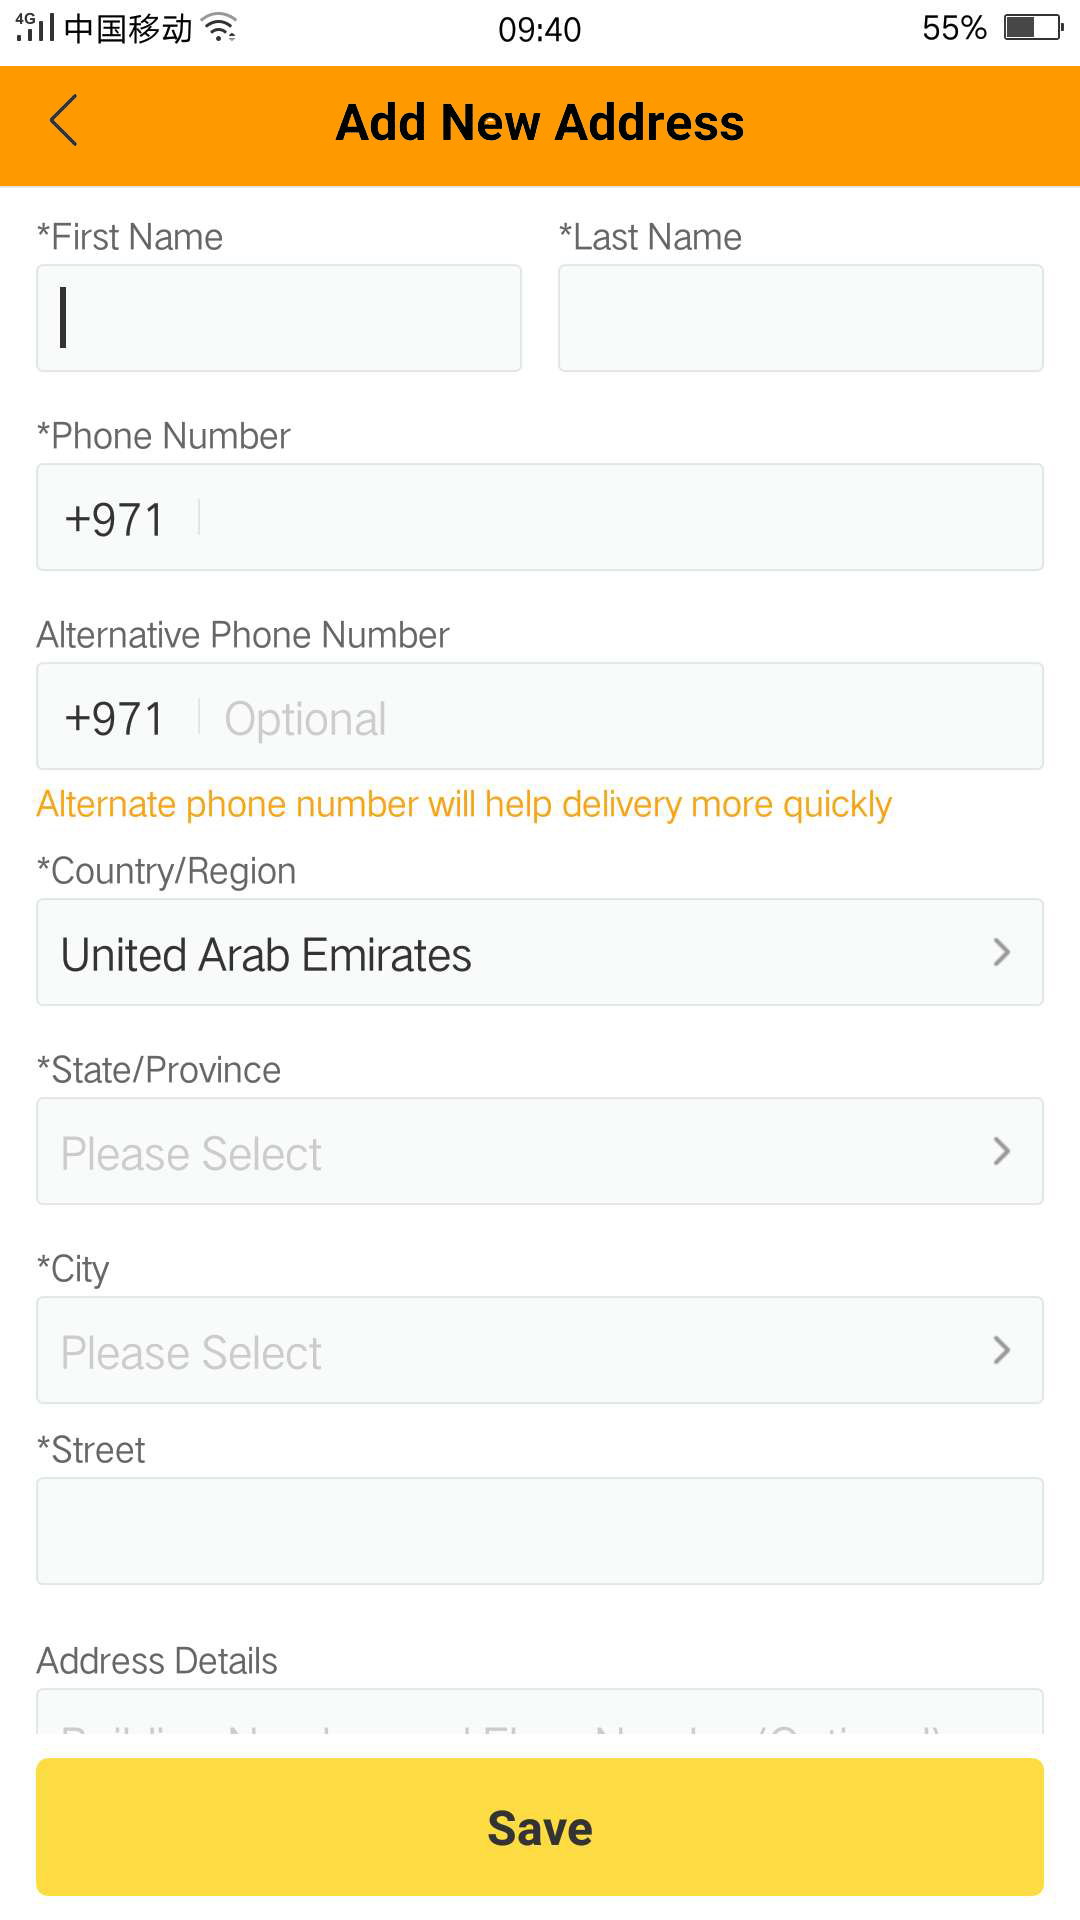 4G 中国移动 09:40 55%
Add New Address
*First Name *Last Name
*Phone Number
+971
Alternative Phone Number
+971 Optional
Alternate phone number will help delivery more quickly
*Country/Region
United Arab Emirates
*State/Province
Please Select
*City
Please Select
*Street
Address Details
Save